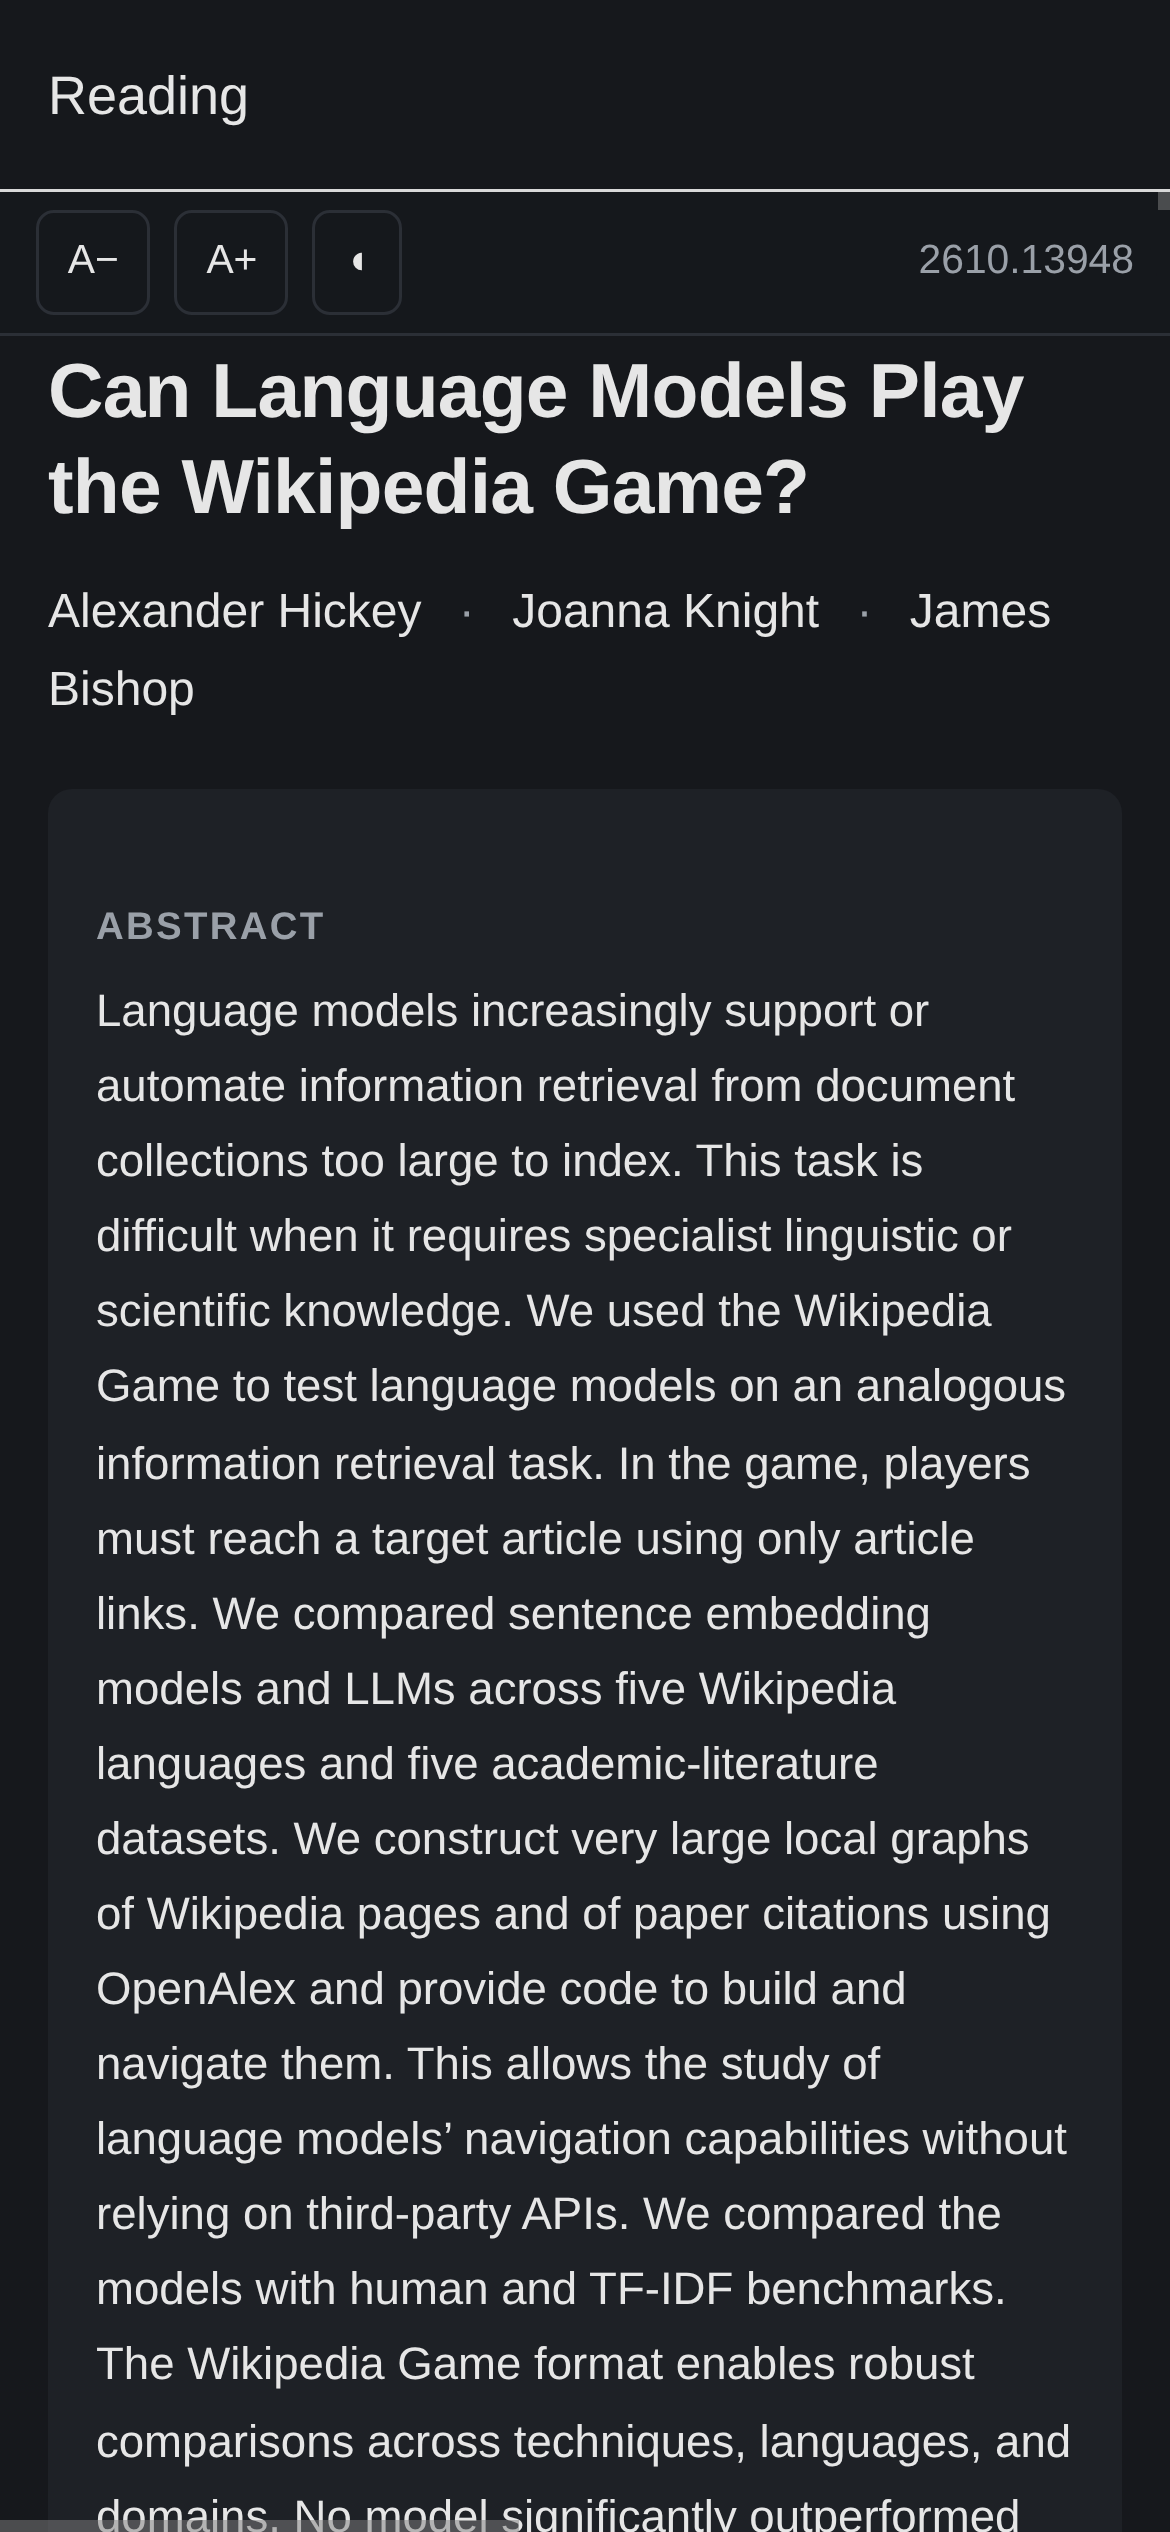 Reading
A− A+ 2610.13948
Can Language Models Play
the Wikipedia Game?
Alexander Hickey · Joanna Knight · James
Bishop
ABSTRACT
Language models increasingly support or
automate information retrieval from document
collections too large to index. This task is
difficult when it requires specialist linguistic or
scientific knowledge. We used the Wikipedia
Game to test language models on an analogous
information retrieval task. In the game, players
must reach a target article using only article
links. We compared sentence embedding
models and LLMs across five Wikipedia
languages and five academic-literature
datasets. We construct very large local graphs
of Wikipedia pages and of paper citations using
OpenAlex and provide code to build and
navigate them. This allows the study of
language models’ navigation capabilities without
relying on third-party APIs. We compared the
models with human and TF-IDF benchmarks.
The Wikipedia Game format enables robust
comparisons across techniques, languages, and
domains. No model significantly outperformed